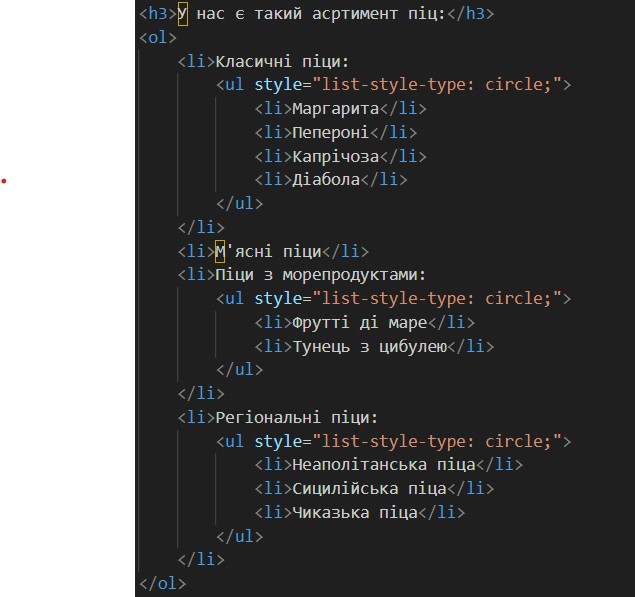 <h3>У нас є такий асртимент піц:</h3>
<ol>
<li>Класичні піци:
<ul style="list-style-type: circle;">
<li>Маргарита</li>
<li>Пепероні</li>
<li>Капрічоза</li>
<li>Діабола</li>
</ul>
</li>
<li>М'ясні піци</li>
<li>Піци з морепродуктами:
<ul style="list-style-type: circle;">
<li>Фрутті ді маре</li>
<li>Тунець з цибулею</li>
</ul>
</li>
<li>Регіональні піци:
<ul style="list-style-type: circle;">
<li>Неаполітанська піца</li>
<li>Сицилійська піца</li>
<li>Чиказька піца</li>
</ul>
</li>
</ol>